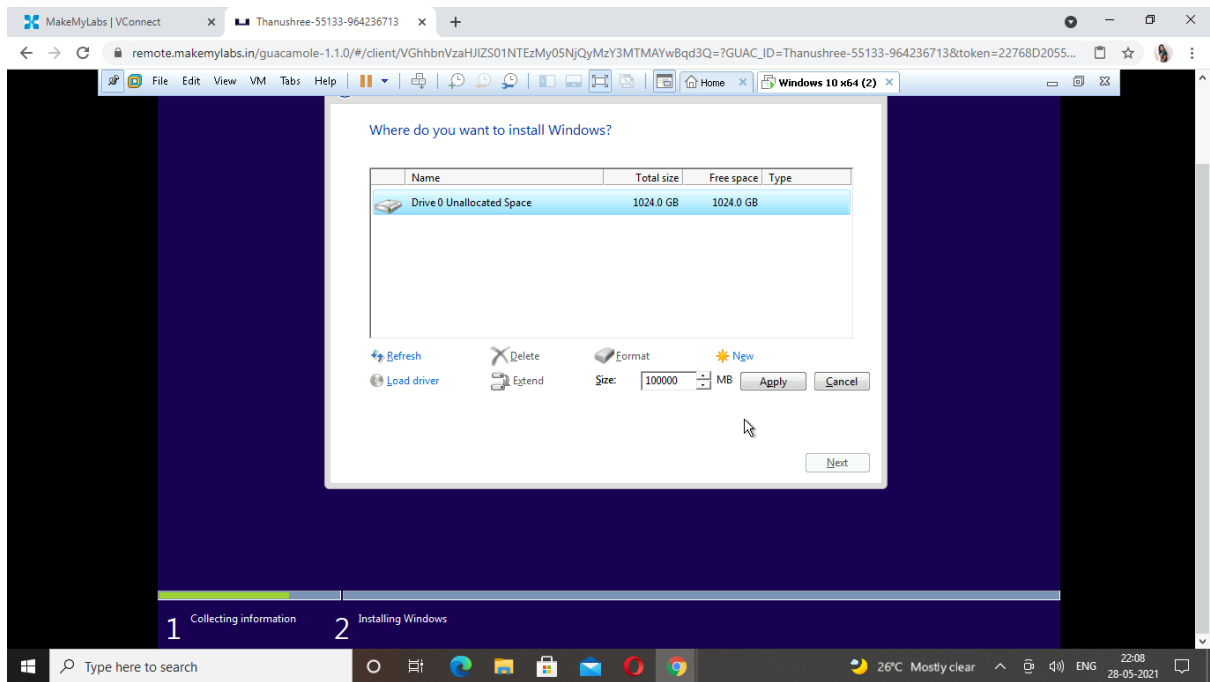 MakeMyLabs | VConnect
Thanushree-55133-964236713
remote.makemylabs.in/guacamole-1.1.0/#/client/VGhhbnVzaHJlZS01NTEzMy05NjQyMzY3MTMAYwBqd3Q=?GUAC_ID=Thanushree-55133-964236713&token=22768D2055...
File Edit View VM Tabs Help Home Windows 10 x64 (2)
Where do you want to install Windows?
Name Total size Free space Type
Drive 0 Unallocated Space 1024.0 GB 1024.0 GB
Refresh Delete Format New
Load driver Extend Size: 100000 MB Apply Cancel
Next
1 Collecting information 2 Installing Windows
Type here to search 26°C Mostly clear ENG 22:08
28-05-2021